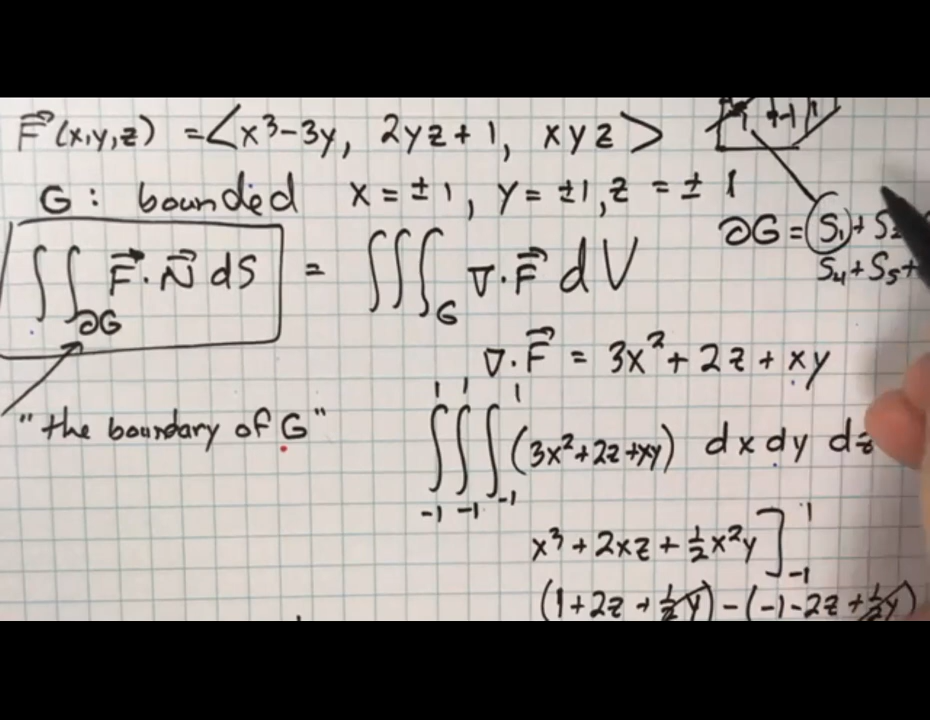 F⃗(x,y,z) = <x³-3y, 2yz+1, xyz>
G: bounded x=±1, y=±1, z=±1
∂G = S₁ + S₂
S₄ + S₅ +
∬_∂G F⃗·N⃗ dS = ∭_G ∇·F⃗ dV
∇·F⃗ = 3x² + 2z + xy
"the boundary of G"
∫₋₁¹ ∫₋₁¹ ∫₋₁¹ (3x²+2z+xy) dx dy dz
x³ + 2xz + ½x²y ]₋₁¹
(1+2z+½y) - (-1-2z+½y)